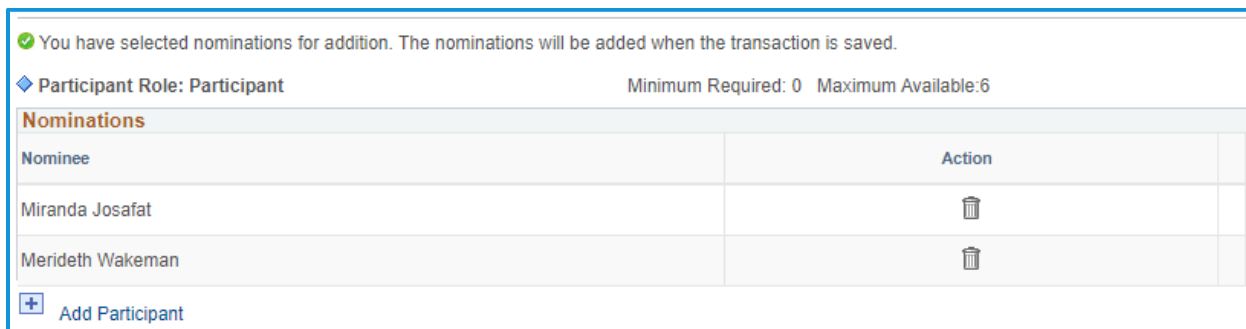 You have selected nominations for addition. The nominations will be added when the transaction is saved.
Participant Role: Participant Minimum Required: 0 Maximum Available:6
Nominations
Nominee Action
Miranda Josafat
Merideth Wakeman
Add Participant